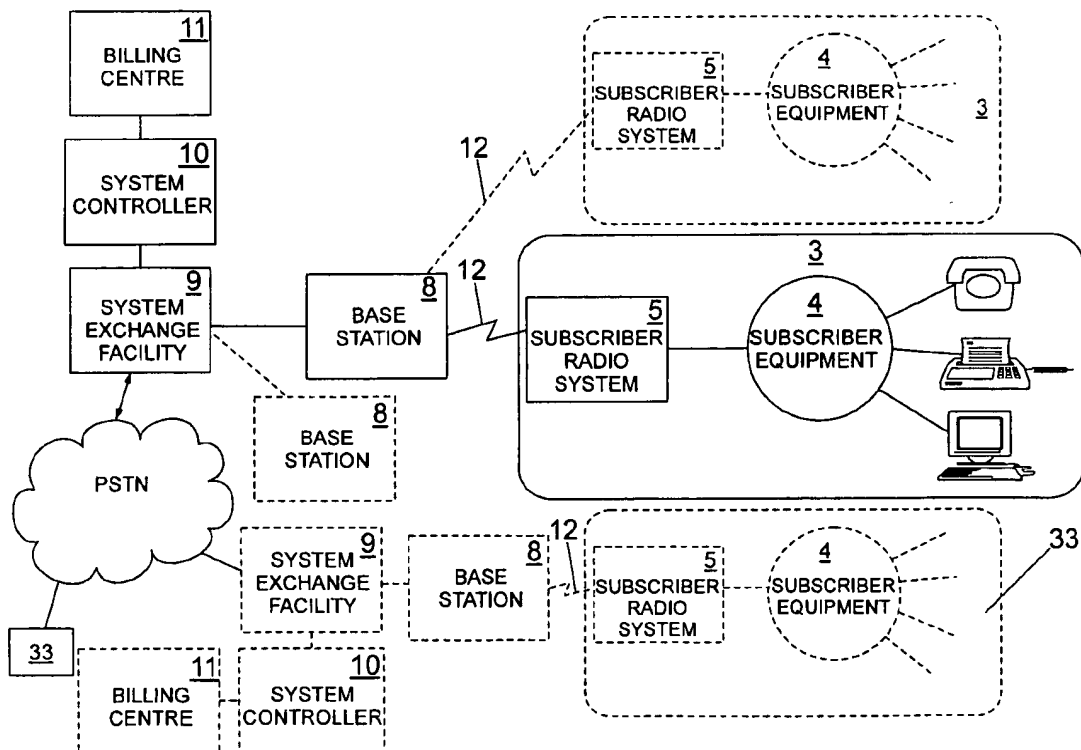 11
BILLING
CENTRE
10
SYSTEM
CONTROLLER
9
SYSTEM
EXCHANGE
FACILITY
8
BASE
STATION
8
BASE
STATION
12
5
SUBSCRIBER
RADIO
SYSTEM
4
SUBSCRIBER
EQUIPMENT
3
12
3
5
SUBSCRIBER
RADIO
SYSTEM
4
SUBSCRIBER
EQUIPMENT
PSTN
33
9
SYSTEM
EXCHANGE
FACILITY
8
BASE
STATION
12
5
SUBSCRIBER
RADIO
SYSTEM
4
SUBSCRIBER
EQUIPMENT
33
11
BILLING
CENTRE
10
SYSTEM
CONTROLLER